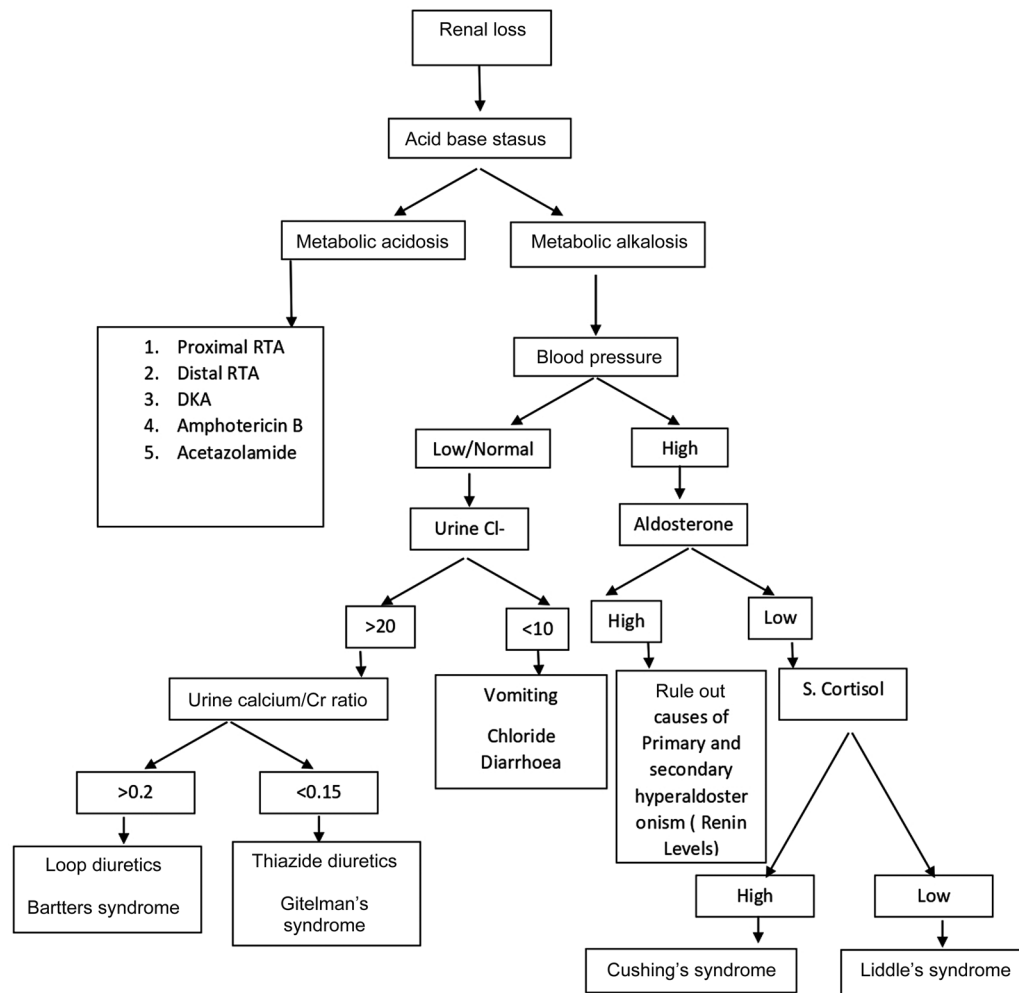 Renal loss
Acid base stasus
Metabolic acidosis
Metabolic alkalosis
1. Proximal RTA
2. Distal RTA
3. DKA
4. Amphotericin B
5. Acetazolamide
Blood pressure
Low/Normal
High
Urine Cl-
Aldosterone
>20
<10
High
Low
Urine calcium/Cr ratio
Vomiting
Chloride
Diarrhoea
Rule out
causes of
Primary and
secondary
hyperaldoster
onism ( Renin
Levels)
S. Cortisol
>0.2
<0.15
Loop diuretics
Bartters syndrome
Thiazide diuretics
Gitelman’s
syndrome
High
Low
Cushing’s syndrome
Liddle’s syndrome